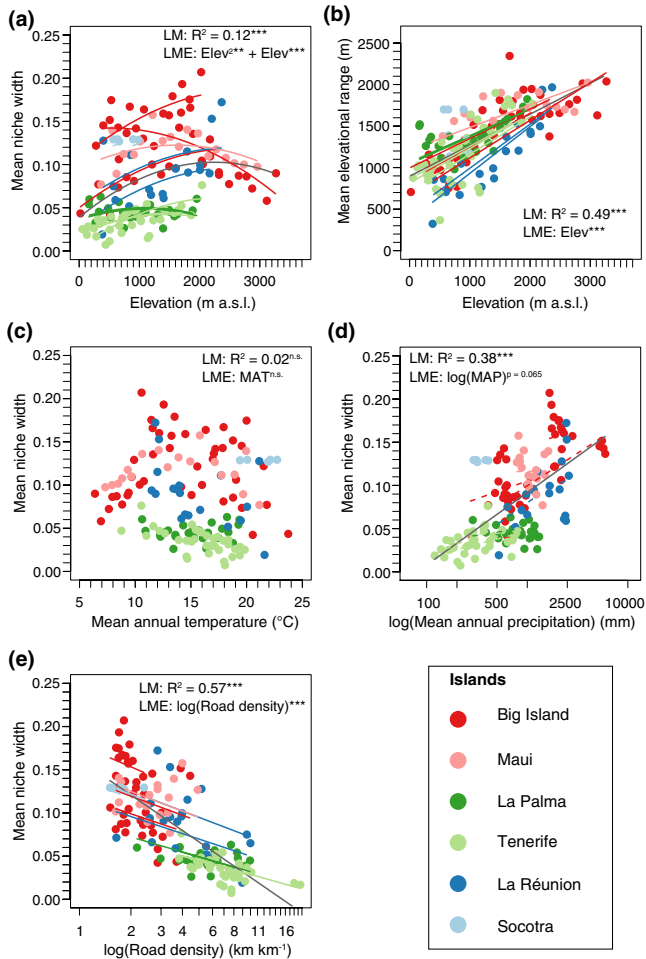 (a)
LM: R² = 0.12***
LME: Elev²** + Elev***
Mean niche width
0.25
0.20
0.15
0.10
0.05
0.00
0 1000 2000 3000
Elevation (m a.s.l.)
(b)
Mean elevational range (m)
2500
2000
1500
1000
500
0
LM: R² = 0.49***
LME: Elev***
0 1000 2000 3000
Elevation (m a.s.l.)
(c)
LM: R² = 0.02n.s.
LME: MATn.s.
Mean niche width
0.25
0.20
0.15
0.10
0.05
0.00
5 10 15 20 25
Mean annual temperature (°C)
(d)
LM: R² = 0.38***
LME: log(MAP)p = 0.065
Mean niche width
0.25
0.20
0.15
0.10
0.05
0.00
100 500 2500 10000
log(Mean annual precipitation) (mm)
(e)
LM: R² = 0.57***
LME: log(Road density)***
Mean niche width
0.25
0.20
0.15
0.10
0.05
0.00
1 2 3 4 6 8 11 16
log(Road density) (km km⁻¹)
Islands
Big Island
Maui
La Palma
Tenerife
La Réunion
Socotra